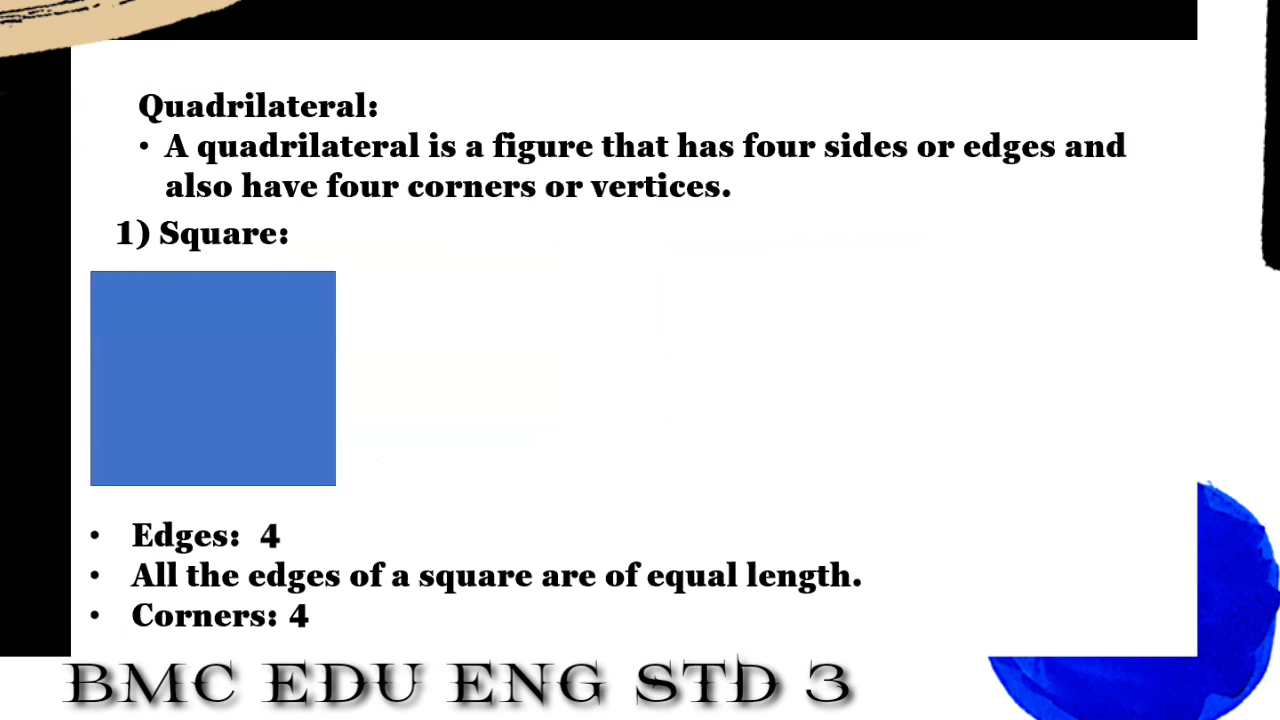 Quadrilateral:
• A quadrilateral is a figure that has four sides or edges and
also have four corners or vertices.
1) Square:
• Edges: 4
• All the edges of a square are of equal length.
• Corners: 4
BMC EDU ENG STD 3